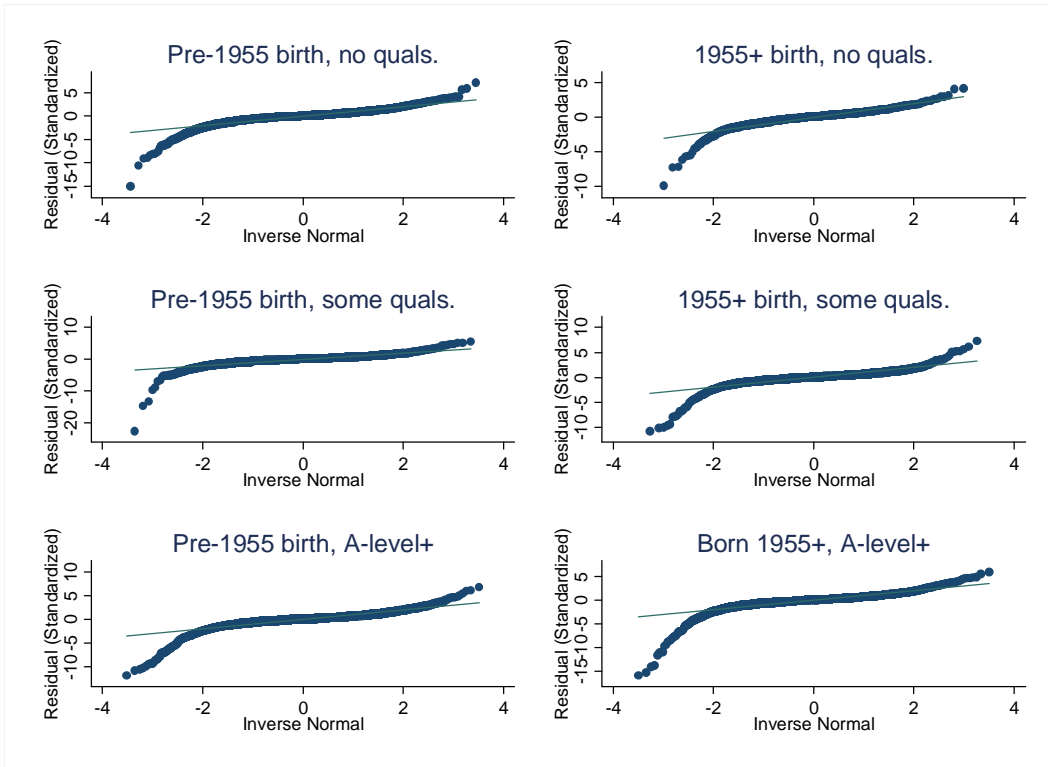 Pre-1955 birth, no quals.
Residual (Standardized)
-15 -10 -5 0 5
-4 -2 0 2 4
Inverse Normal
1955+ birth, no quals.
Residual (Standardized)
-10 -5 0 5
-4 -2 0 2 4
Inverse Normal
Pre-1955 birth, some quals.
Residual (Standardized)
-20 -10 0 10
-4 -2 0 2 4
Inverse Normal
1955+ birth, some quals.
Residual (Standardized)
-10 -5 0 5 10
-4 -2 0 2 4
Inverse Normal
Pre-1955 birth, A-level+
Residual (Standardized)
-10 -5 0 5 10
-4 -2 0 2 4
Inverse Normal
Born 1955+, A-level+
Residual (Standardized)
-15 -10 -5 0 5
-4 -2 0 2 4
Inverse Normal